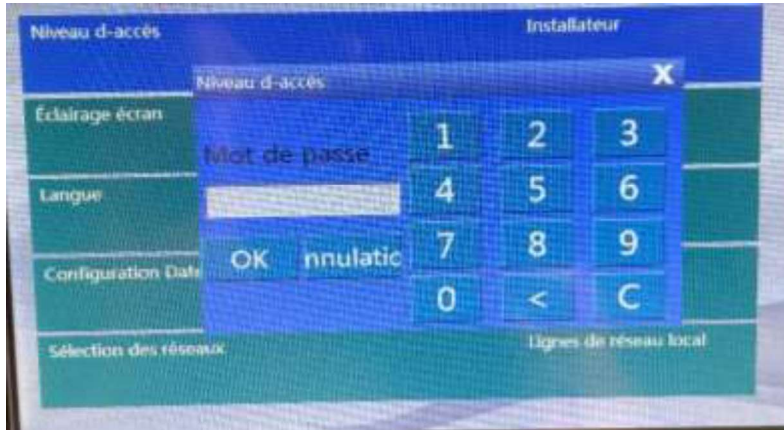 Niveau d-accès Installateur
Niveau d-accès X
Éclairage écran
Mot de passe
1 2 3
Langue
4 5 6
OK nnulatic
7 8 9
Configuration Date
0 < C
Sélection des réseaux Lignes de réseau local